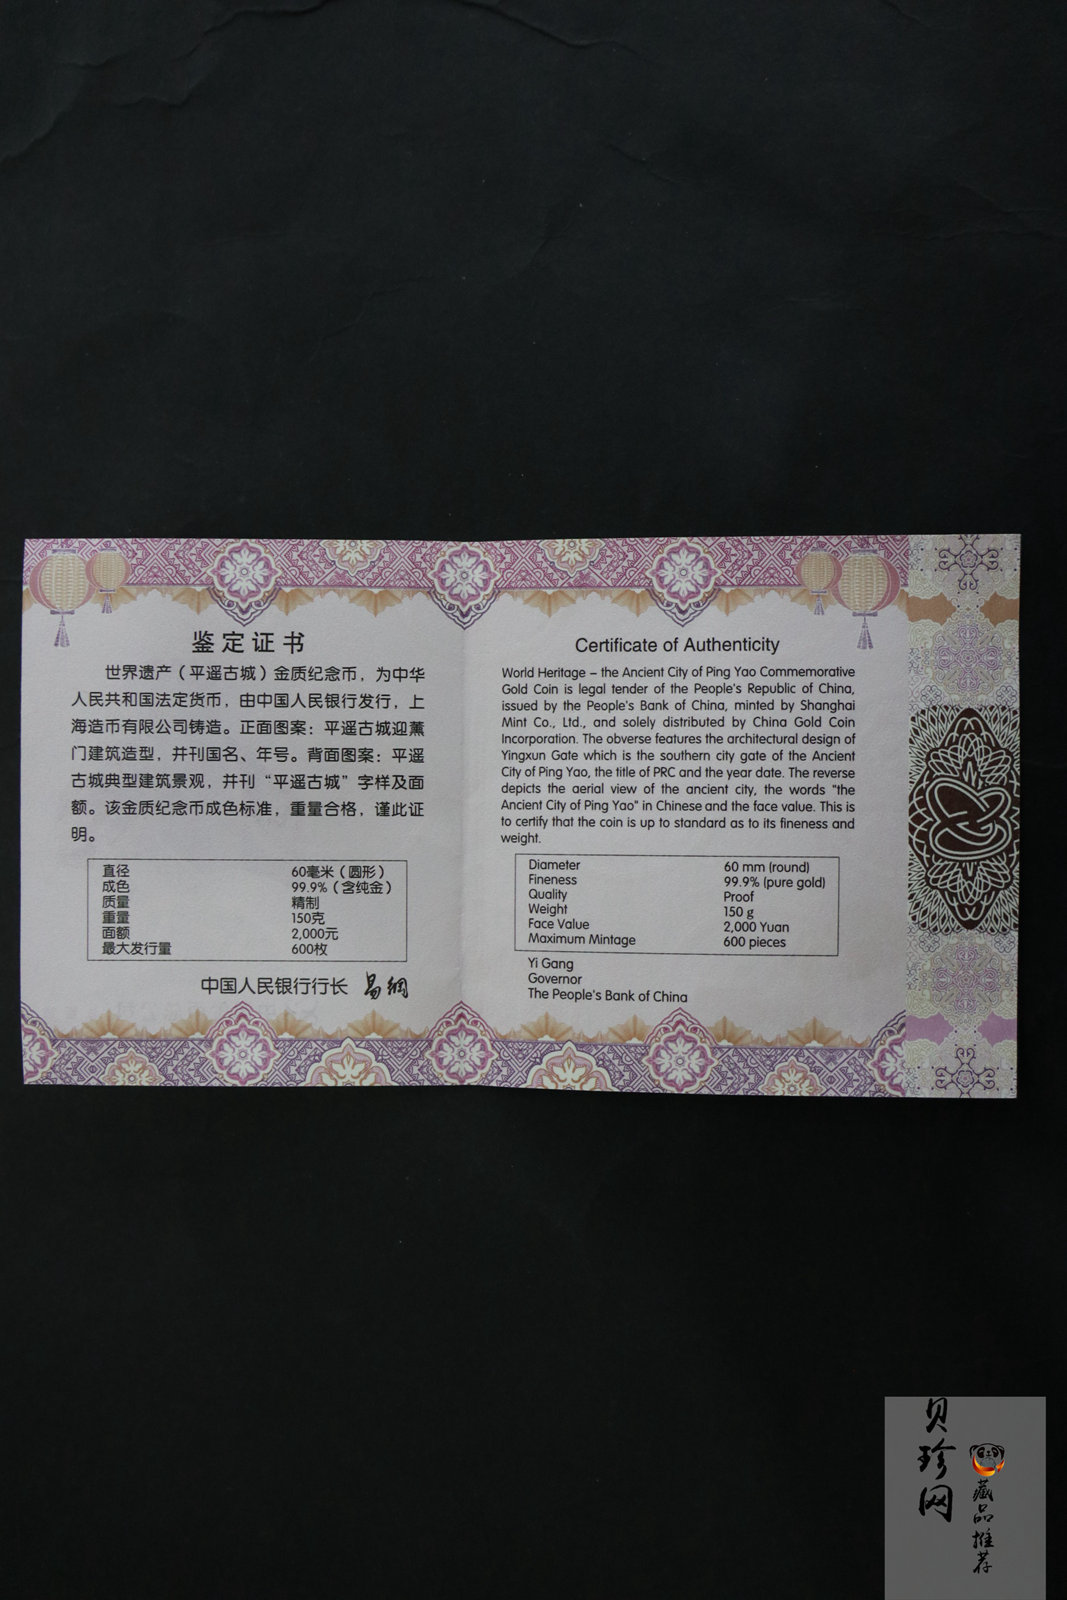 鉴定证书
世界遗产（平遥古城）金质纪念币，为中华
人民共和国法定货币，由中国人民银行发行，上
海造币有限公司铸造。正面图案：平遥古城迎薰
门建筑造型，并刊国名、年号。背面图案：平遥
古城典型建筑景观，并刊“平遥古城”字样及面
额。该金质纪念币成色标准，重量合格，谨此证
明。
直径 60毫米（圆形）
成色 99.9%（含纯金）
质量 精制
重量 150克
面额 2,000元
最大发行量 600枚
中国人民银行行长 易纲
Certificate of Authenticity
World Heritage – the Ancient City of Ping Yao Commemorative
Gold Coin is legal tender of the People's Republic of China,
issued by the People's Bank of China, minted by Shanghai
Mint Co., Ltd., and solely distributed by China Gold Coin
Incorporation. The obverse features the architectural design of
Yingxun Gate which is the southern city gate of the Ancient
City of Ping Yao, the title of PRC and the year date. The reverse
depicts the aerial view of the ancient city, the words "the
Ancient City of Ping Yao" in Chinese and the face value. This is
to certify that the coin is up to standard as to its fineness and
weight.
Diameter 60 mm (round)
Fineness 99.9% (pure gold)
Quality Proof
Weight 150 g
Face Value 2,000 Yuan
Maximum Mintage 600 pieces
Yi Gang
Governor
The People's Bank of China
贝珍网
藏品推荐